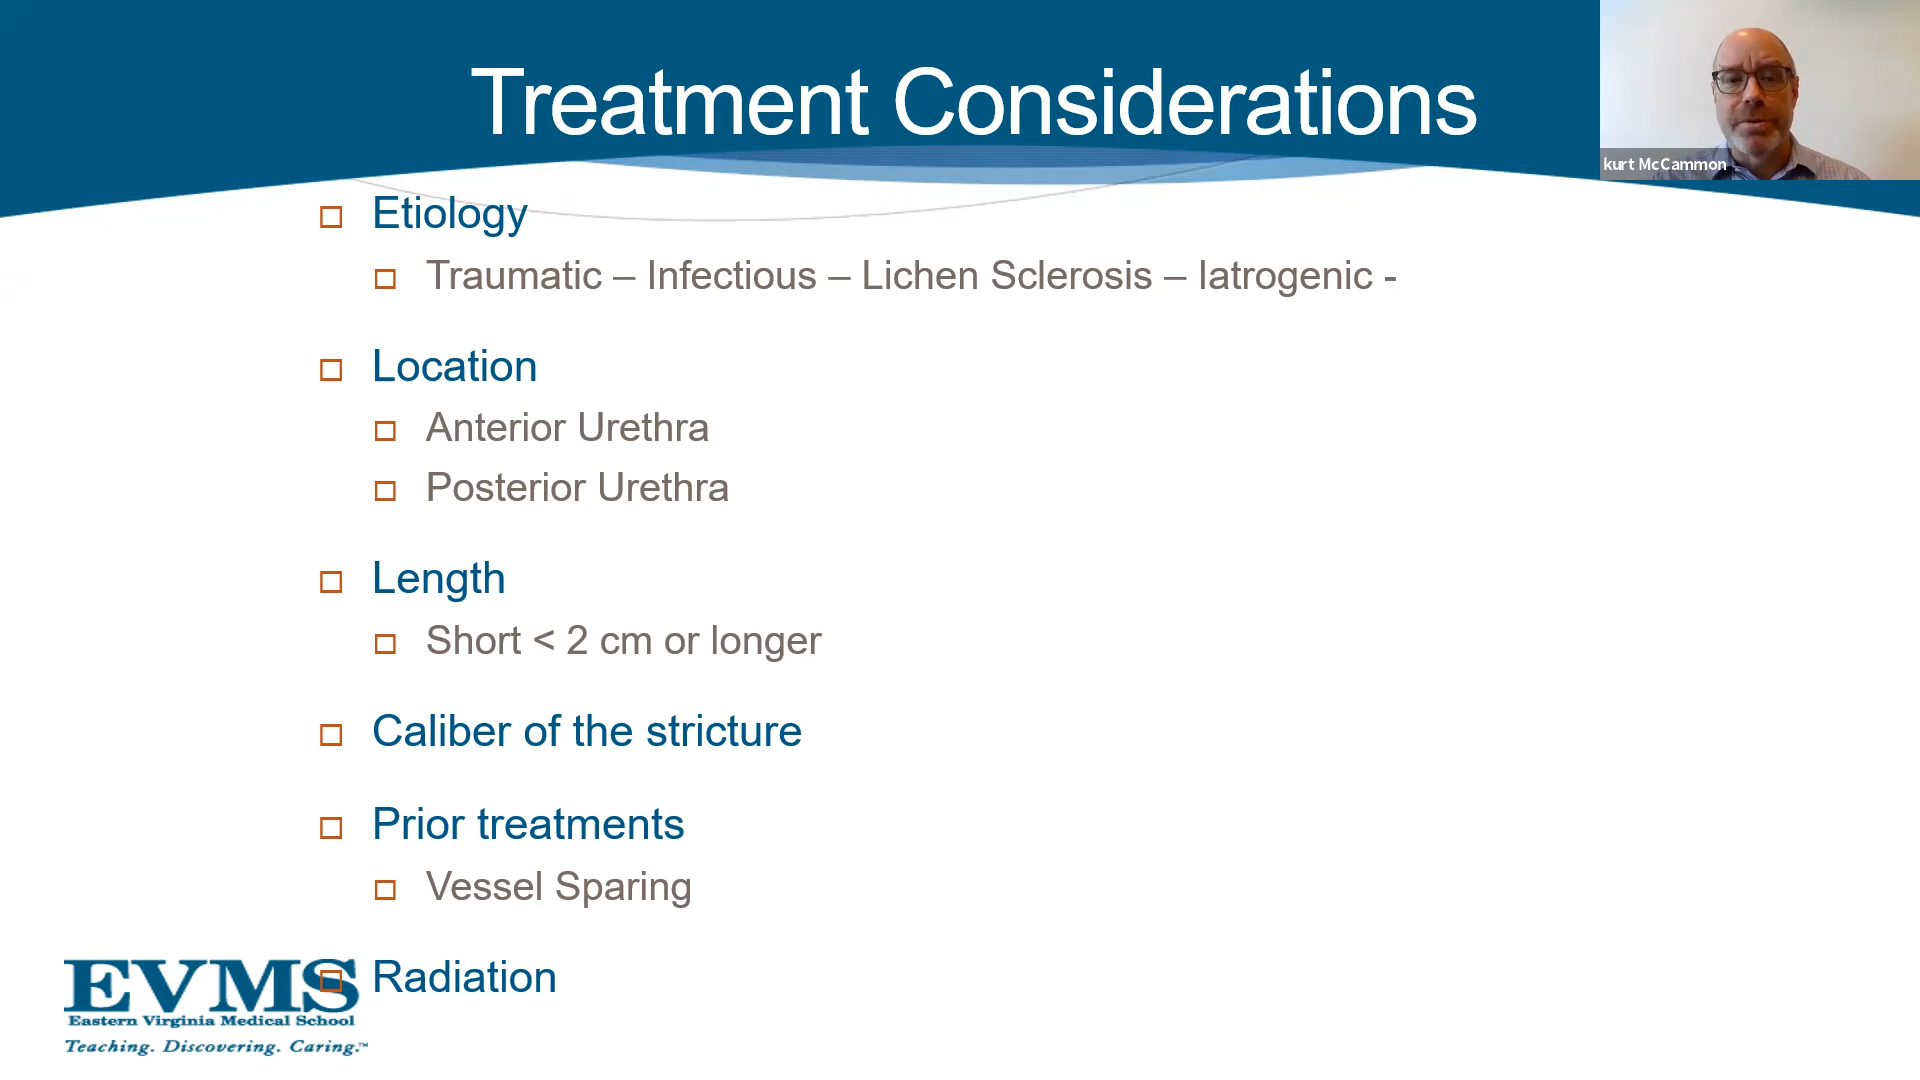 Treatment Considerations
kurt McCammon
Etiology
Traumatic – Infectious – Lichen Sclerosis – Iatrogenic -
Location
Anterior Urethra
Posterior Urethra
Length
Short < 2 cm or longer
Caliber of the stricture
Prior treatments
Vessel Sparing
Radiation
EVMS
Eastern Virginia Medical School
Teaching. Discovering. Caring.™